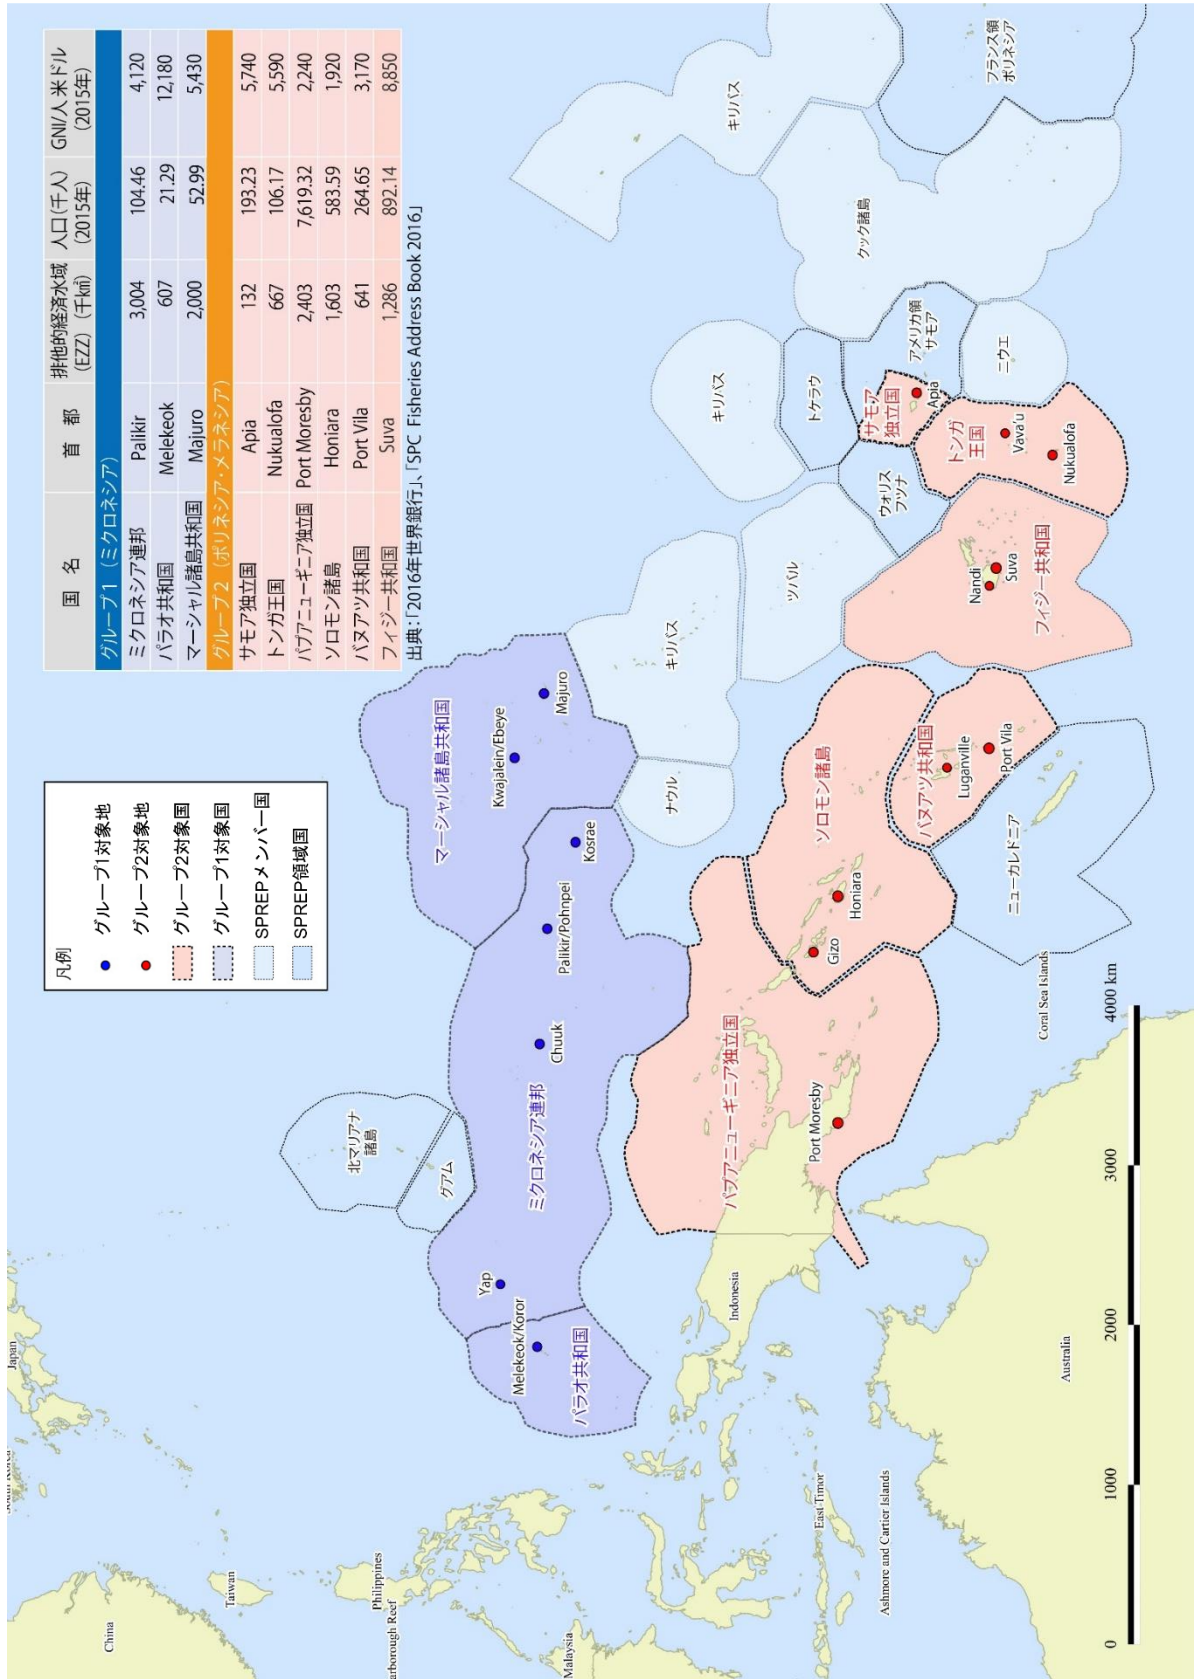 国 名 首 都 排他的経済水域 (EZZ) (千km²) 人口(千人) (2015年) GNI/人 米ドル (2015年)
グループ1 (ミクロネシア)
ミクロネシア連邦 Palikir 3,004 104.46 4,120
パラオ共和国 Melekeok 607 21.29 12,180
マーシャル諸島共和国 Majuro 2,000 52.99 5,430
グループ2 (ポリネシア・メラネシア)
サモア独立国 Apia 132 193.23 5,740
トンガ王国 Nukualofa 667 106.17 5,590
パプアニューギニア独立国 Port Moresby 2,403 7,619.32 2,240
ソロモン諸島 Honiara 1,603 583.59 1,920
バヌアツ共和国 Port Vila 641 264.65 3,170
フィジー共和国 Suva 1,286 892.14 8,850
出典:「2016年世界銀行」、「SPC Fisheries Address Book 2016」
凡例
グループ1対象地
グループ2対象地
グループ2対象国
グループ1対象国
SPREPメンバー国
SPREP領域国
China
Taiwan
Japan
Philippines
arborough Reef
Malaysia
北マリアナ
諸島
グアム
マーシャル諸島共和国
Kwajalein/Ebeye
Majuro
Yap
Melekeok/Koror
パラオ共和国
ミクロネシア連邦
Chuuk
Palikir/Pohnpei
Kosrae
ナウル
キリバス
キリバス
キリバス
ツバル
トケラウ
ウォリス
フツナ
サモア
独立国
Apia
アメリカ領
サモア
クック諸島
フランス領
ポリネシア
ニウエ
トンガ
王国
Vava'u
Nukualofa
Nandi
Suva
フィジー共和国
ソロモン諸島
Gizo
Honiara
バヌアツ共和国
Luganville
Port Vila
ニューカレドニア
パプアニューギニア独立国
Port Moresby
Indonesia
East-Timor
Ashmore and Cartier Islands
Australia
Coral Sea Islands
0 1000 2000 3000 4000 km